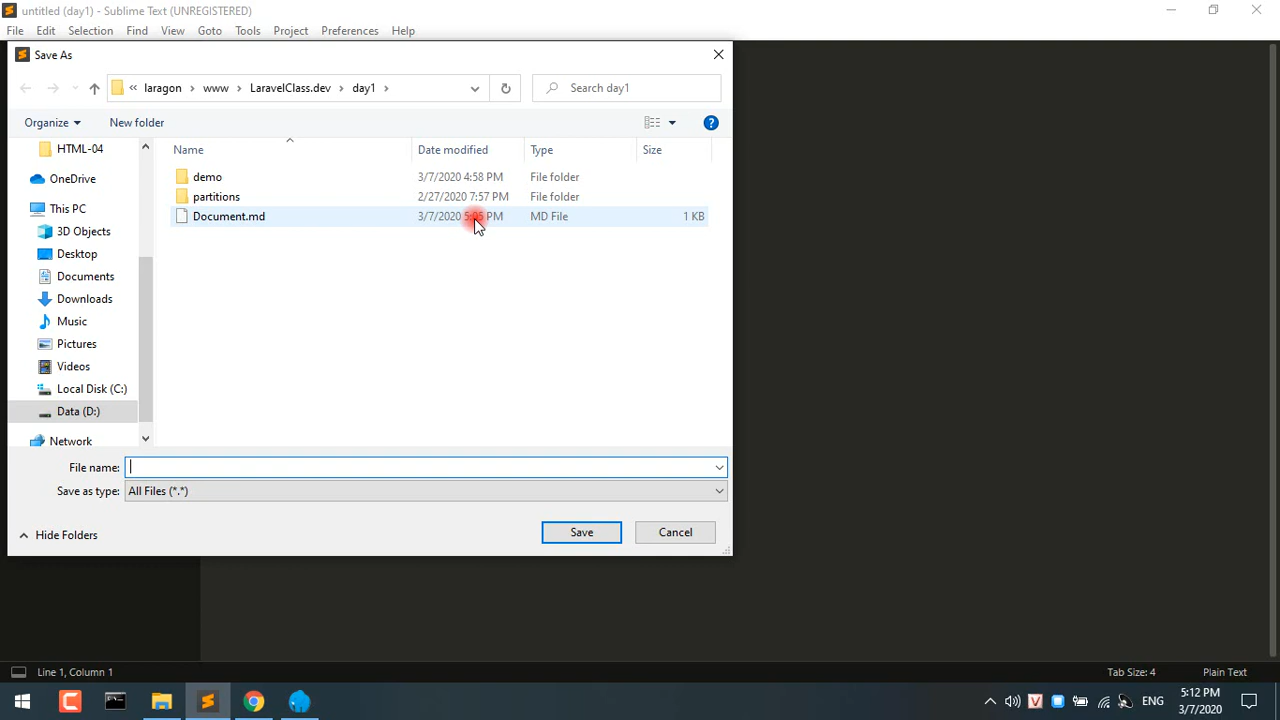 untitled (day1) - Sublime Text (UNREGISTERED)
File Edit Selection Find View Goto Tools Project Preferences Help
Save As
« laragon › www › LaravelClass.dev › day1 ›
Search day1
Organize
New folder
Name Date modified Type Size
HTML-04
OneDrive
This PC
3D Objects
Desktop
Documents
Downloads
Music
Pictures
Videos
Local Disk (C:)
Data (D:)
Network
demo 3/7/2020 4:58 PM File folder
partitions 2/27/2020 7:57 PM File folder
Document.md 3/7/2020 PM MD File 1 KB
File name:
Save as type: All Files (*.*)
Hide Folders
Save
Cancel
Line 1, Column 1
Tab Size: 4
Plain Text
ENG
5:12 PM
3/7/2020